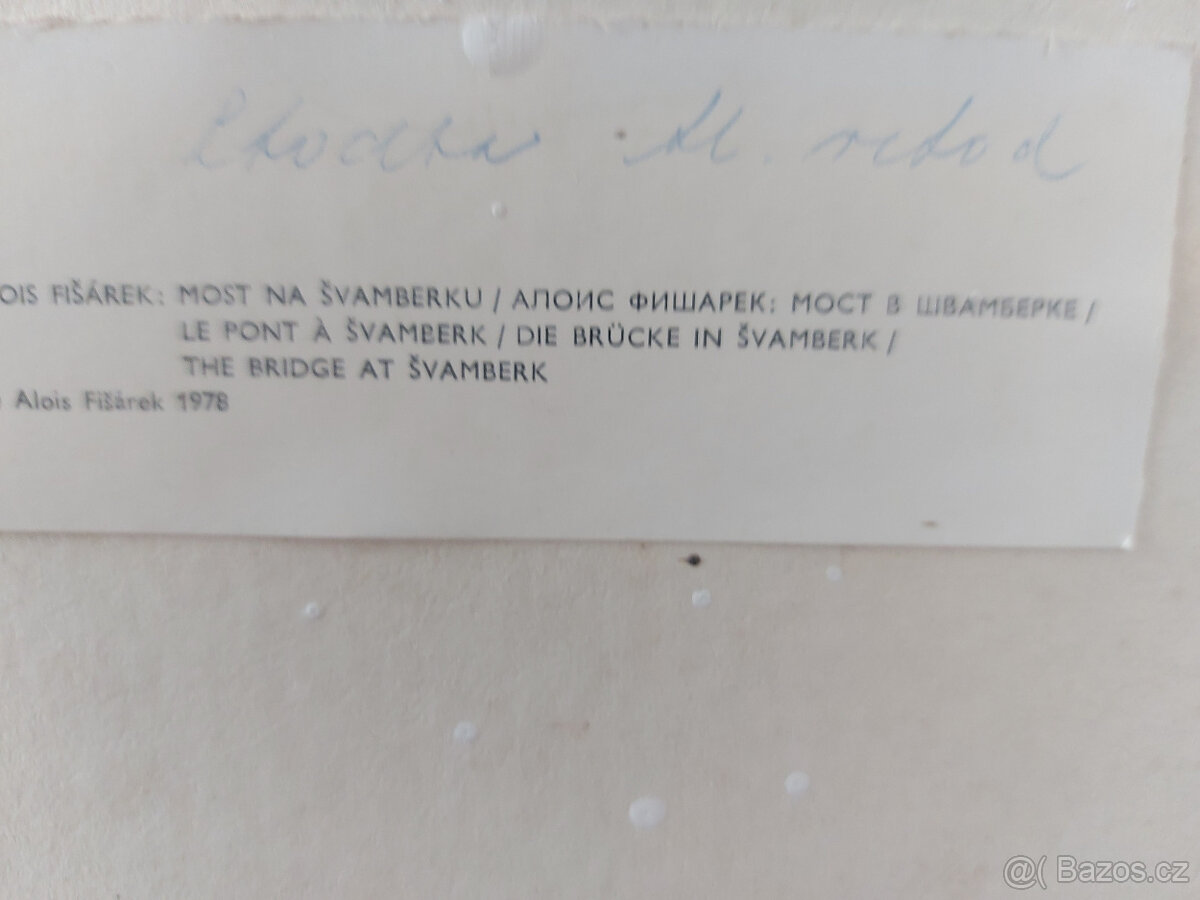 OIS FIŠÁREK: MOST NA ŠVAMBERKU / АЛОИС ФИШАРЕК: МОСТ В ШВАМБЕРКЕ /
LE PONT À ŠVAMBERK / DIE BRÜCKE IN ŠVAMBERK /
THE BRIDGE AT ŠVAMBERK
Alois Fišárek 1978
@( Bazos.cz